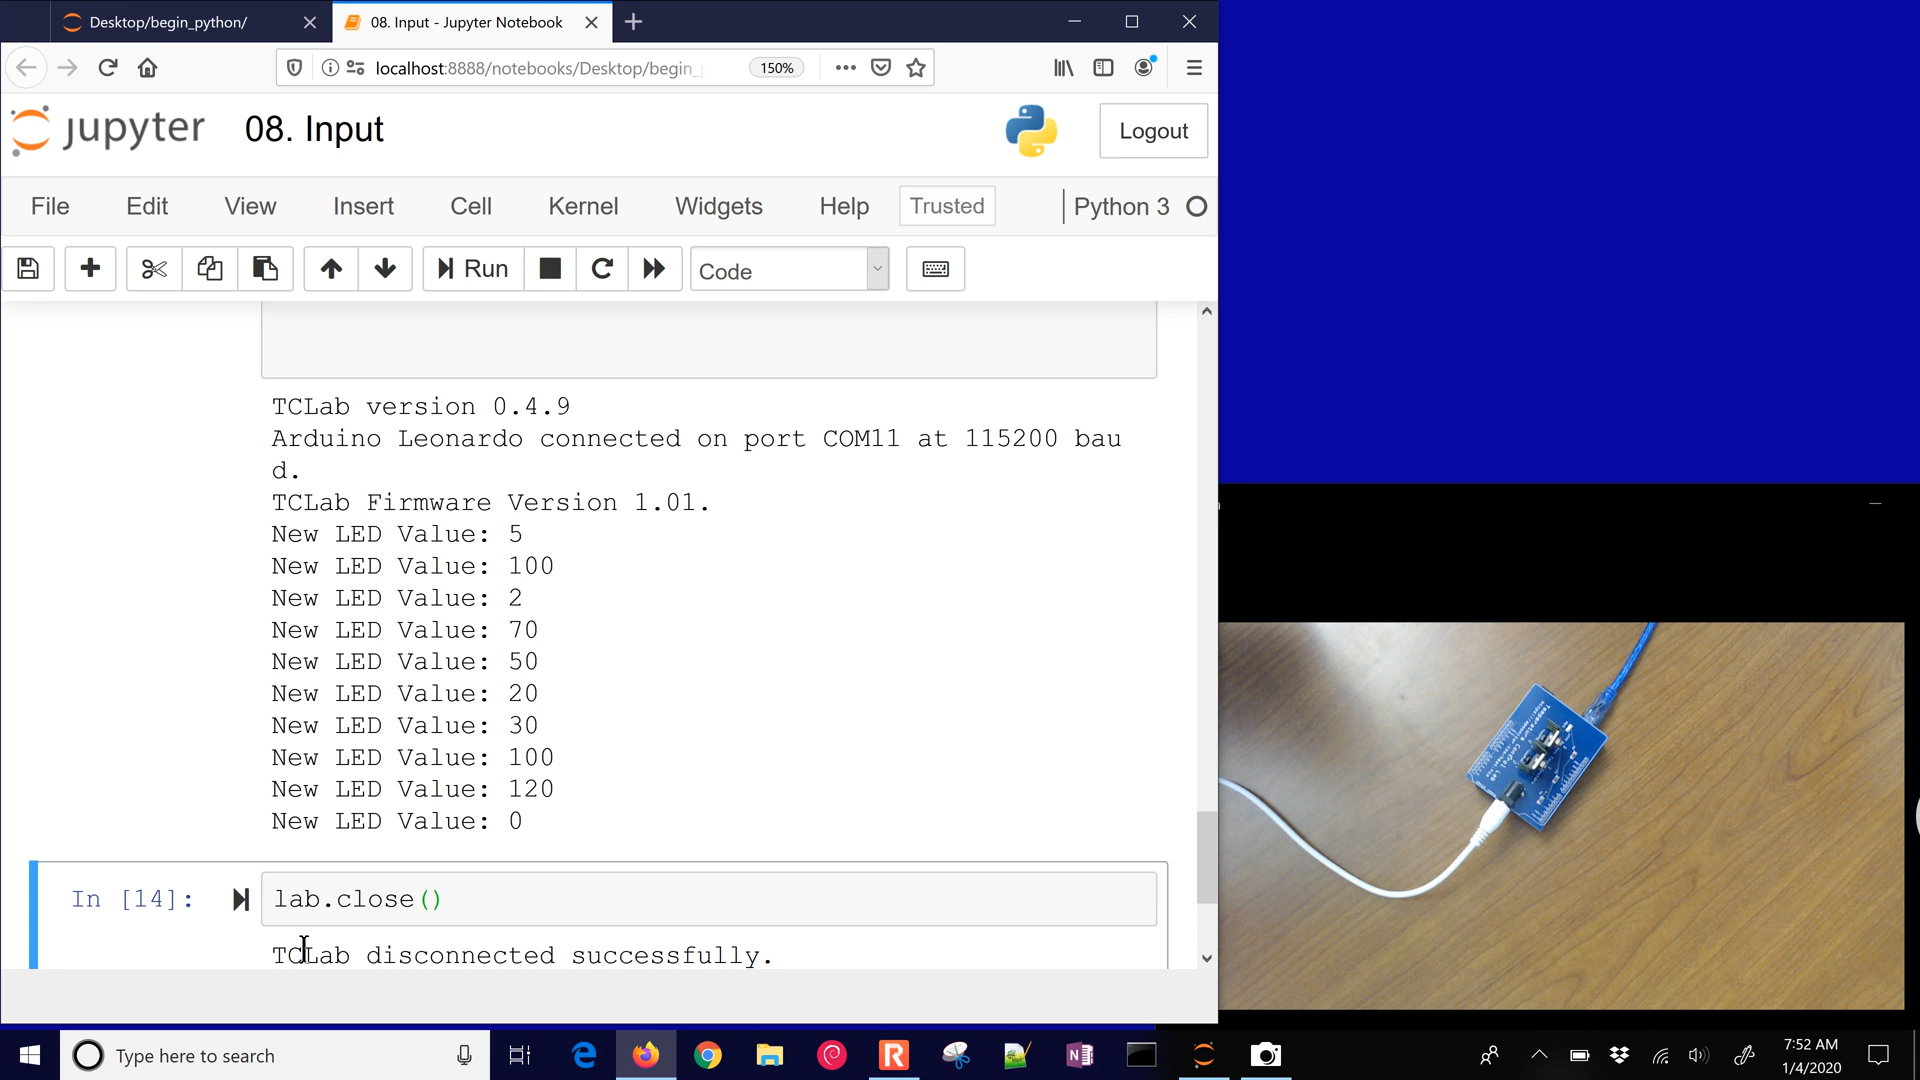 Desktop/begin_python/
08. Input - Jupyter Notebook
localhost:8888/notebooks/Desktop/begin_
150%
jupyter
08. Input
Logout
File
Edit
View
Insert
Cell
Kernel
Widgets
Help
Trusted
Python 3
Run
Code
TCLab version 0.4.9
Arduino Leonardo connected on port COM11 at 115200 bau
d.
TCLab Firmware Version 1.01.
New LED Value: 5
New LED Value: 100
New LED Value: 2
New LED Value: 70
New LED Value: 50
New LED Value: 20
New LED Value: 30
New LED Value: 100
New LED Value: 120
New LED Value: 0
In [14]:
lab.close()
TCLab disconnected successfully.
Temperature Control Lab
Type here to search
7:52 AM
1/4/2020